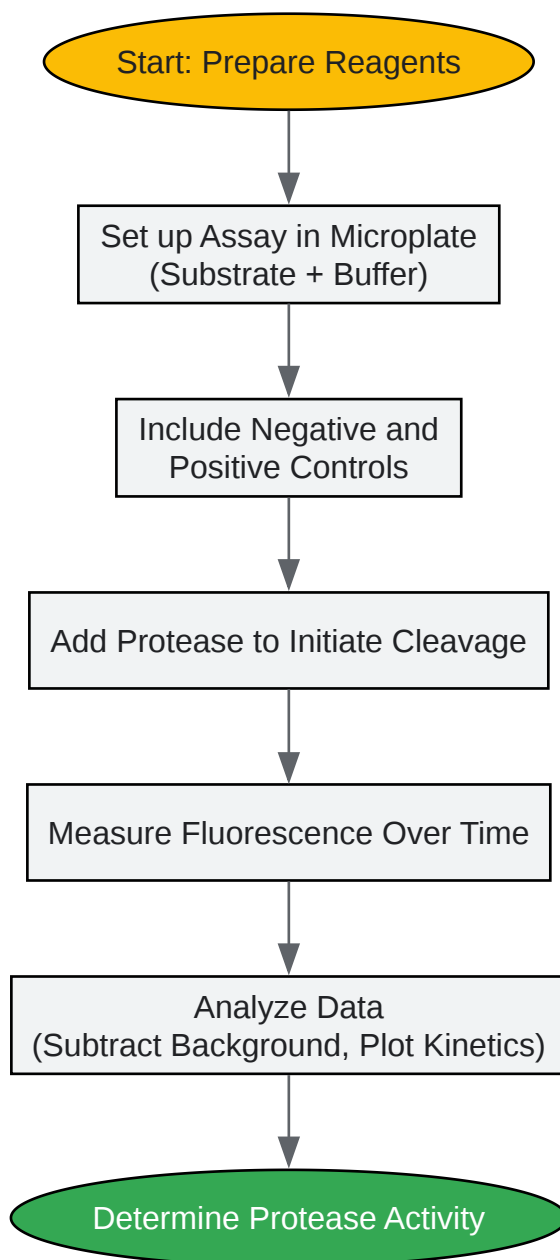 Start: Prepare Reagents
Set up Assay in Microplate
(Substrate + Buffer)
Include Negative and
Positive Controls
Add Protease to Initiate Cleavage
Measure Fluorescence Over Time
Analyze Data
(Subtract Background, Plot Kinetics)
Determine Protease Activity